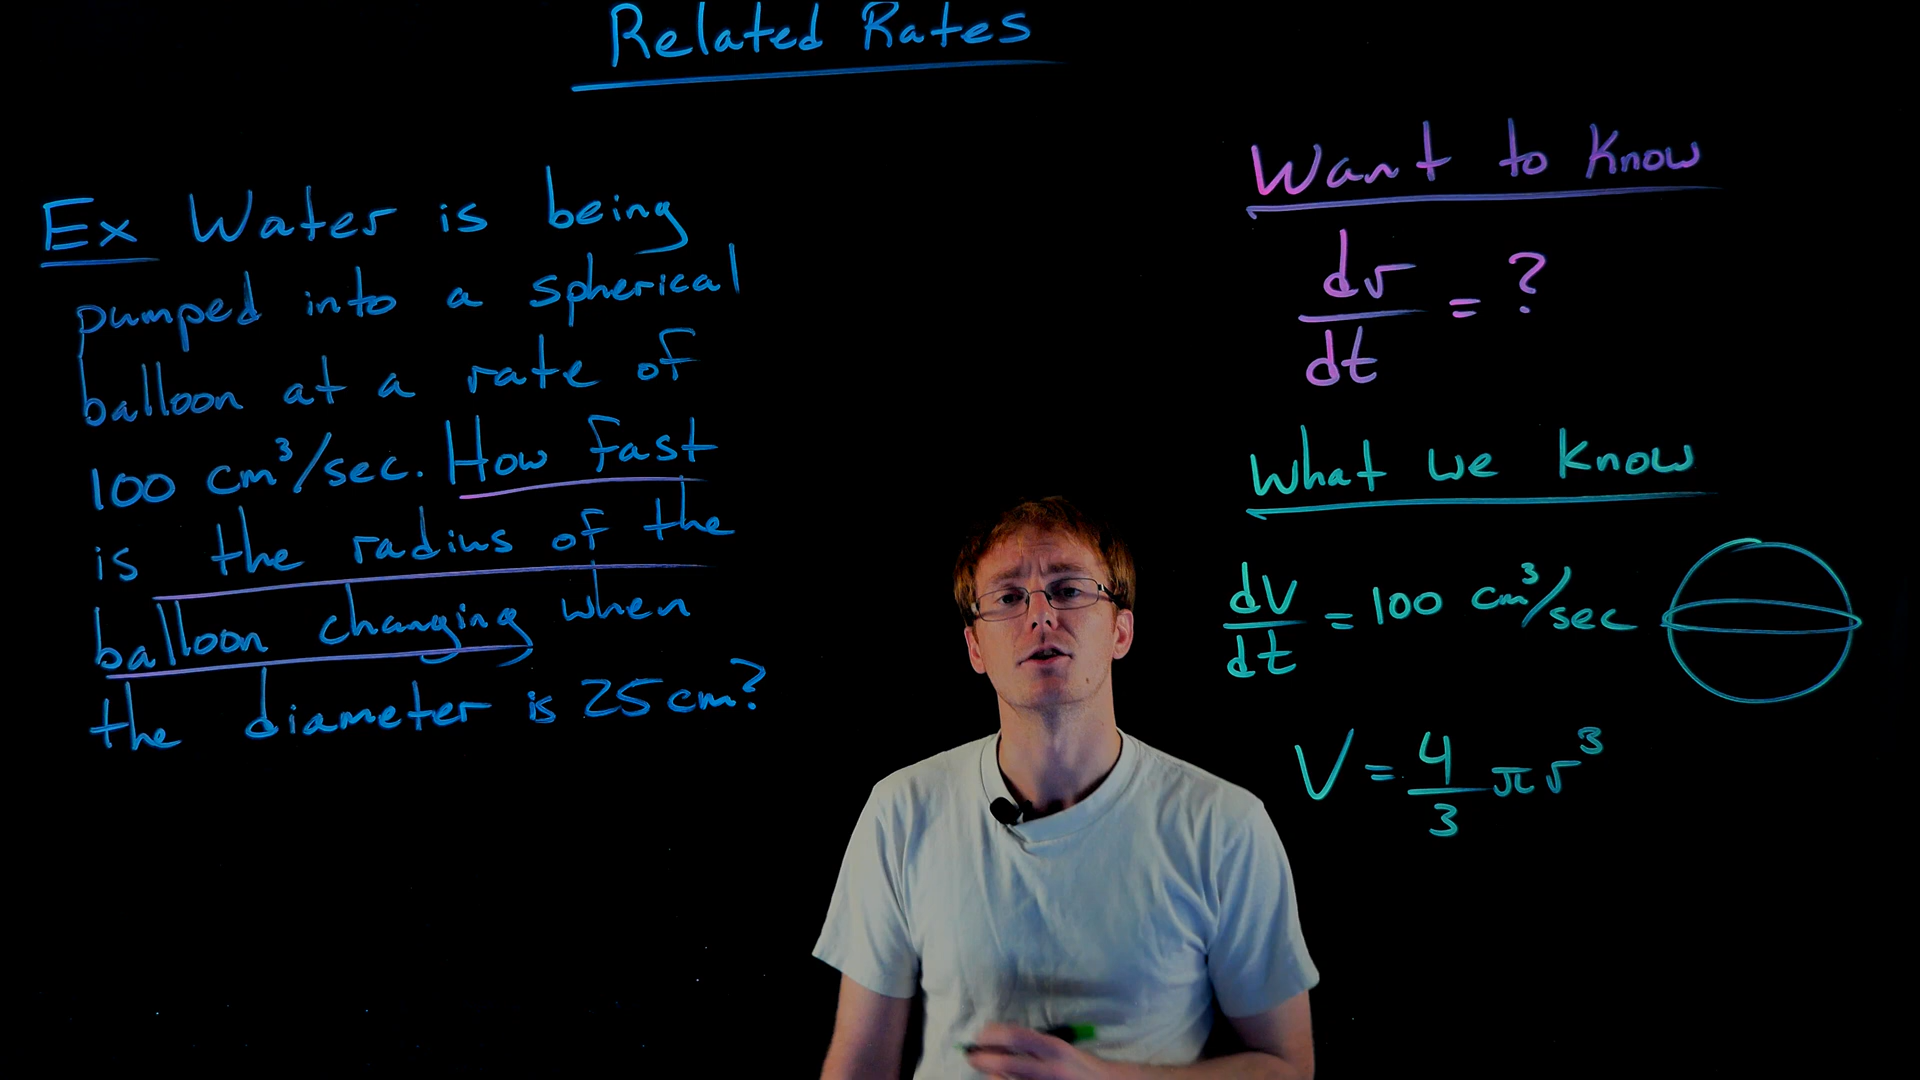 Related Rates
Ex Water is being
pumped into a spherical
balloon at a rate of
100 cm³/sec. How fast
is the radius of the
balloon changing when
the diameter is 25 cm?
Want to Know
dr/dt = ?
What we Know
dV/dt = 100 cm³/sec
V = 4/3 πr³